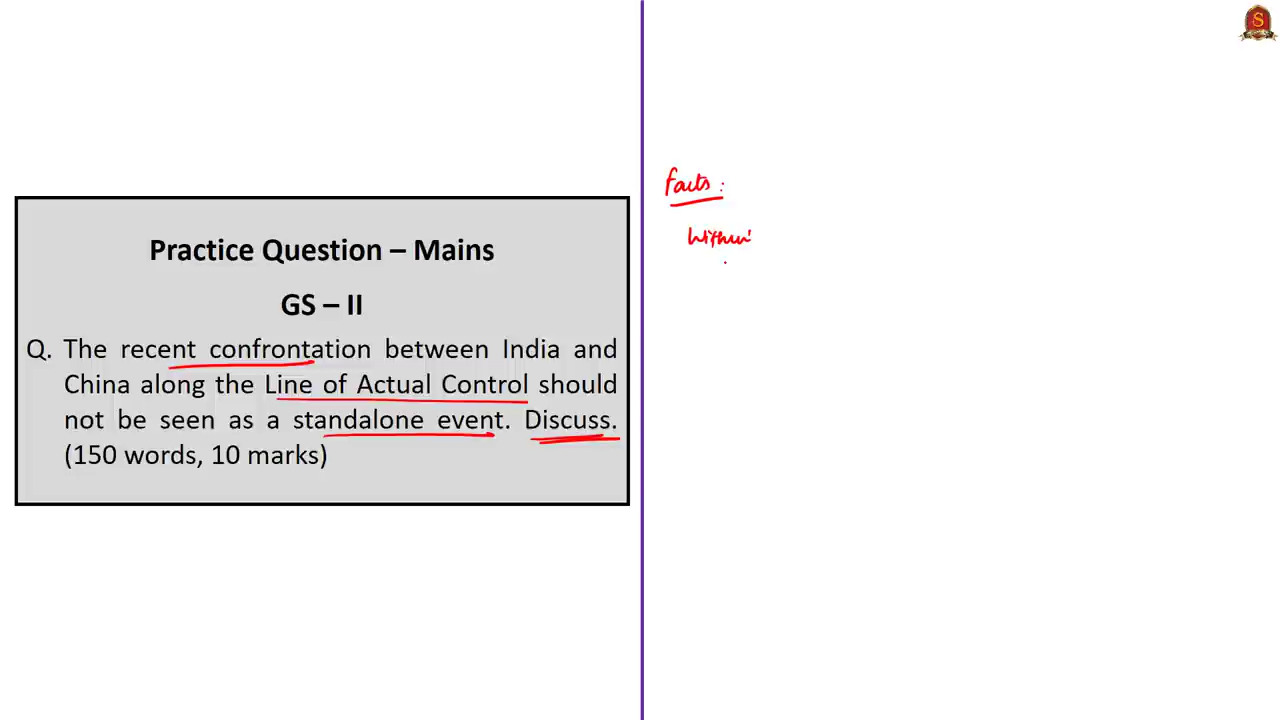 Practice Question – Mains
GS – II
Q. The recent confrontation between India and
China along the Line of Actual Control should
not be seen as a standalone event. Discuss.
(150 words, 10 marks)
Facts :
Within
S